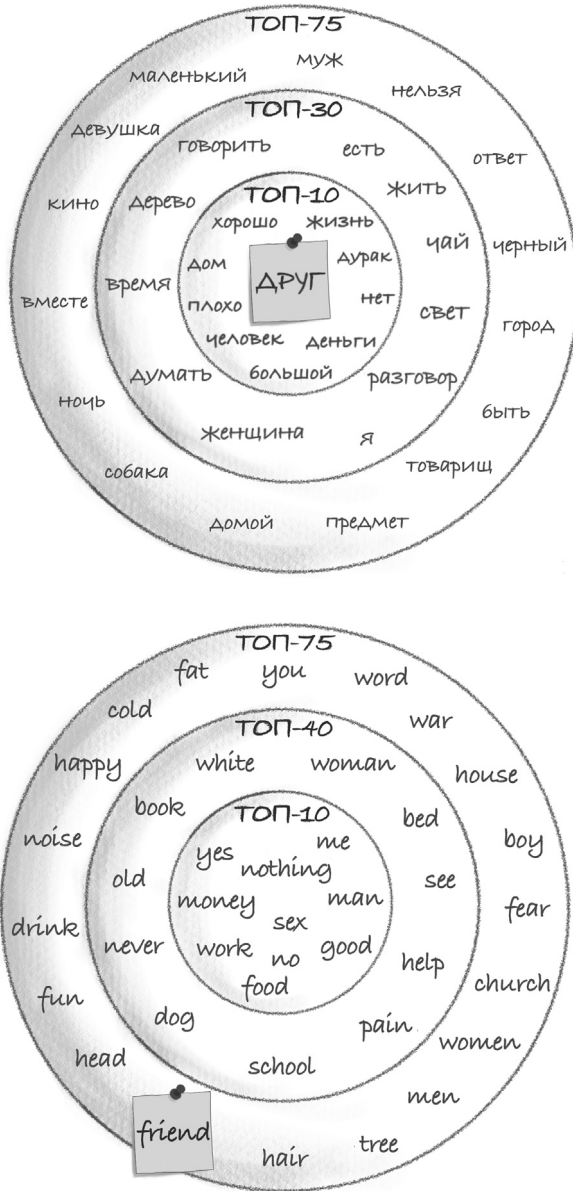 ТОП-75
муж
маленький
нельзя
девушка
ТОП-30
говорить
есть
ответ
кино
дерево
ТОП-10
жить
хорошо
жизнь
чай
черный
дом
ДРУГ
дурак
вместе
время
плохо
нет
свет
город
человек
деньги
думать
большой
разговор
ночь
быть
женщина
я
собака
товарищ
домой
предмет
ТОП-75
fat
you
word
cold
war
ТОП-40
happy
white
woman
house
book
ТОП-10
bed
noise
yes
me
boy
nothing
old
see
money
man
fear
drink
sex
never
work
no
good
help
food
church
fun
dog
pain
women
head
school
men
friend
hair
tree